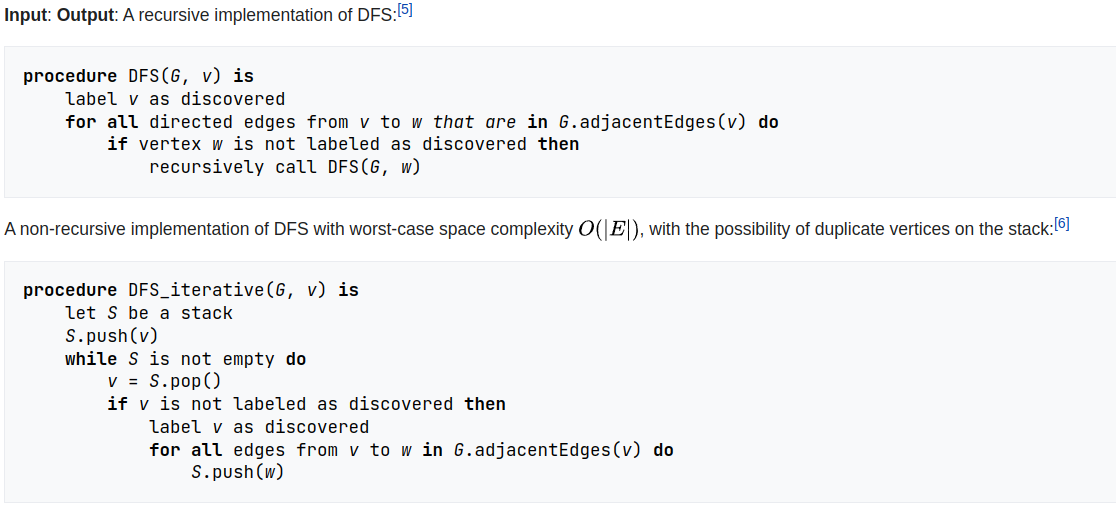 Input: Output: A recursive implementation of DFS:[5]
procedure DFS(G, v) is
    label v as discovered
    for all directed edges from v to w that are in G.adjacentEdges(v) do
        if vertex w is not labeled as discovered then
            recursively call DFS(G, w)
A non-recursive implementation of DFS with worst-case space complexity O(|E|), with the possibility of duplicate vertices on the stack:[6]
procedure DFS_iterative(G, v) is
    let S be a stack
    S.push(v)
    while S is not empty do
        v = S.pop()
        if v is not labeled as discovered then
            label v as discovered
            for all edges from v to w in G.adjacentEdges(v) do
                S.push(w)